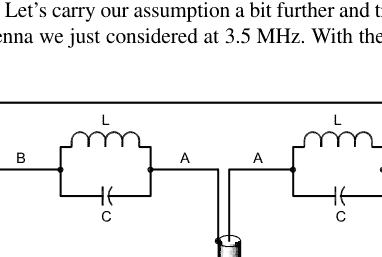 Let's carry our assumption a bit further and
enna we just considered at 3.5 MHz. With the
L
L
B
A
A
C
C